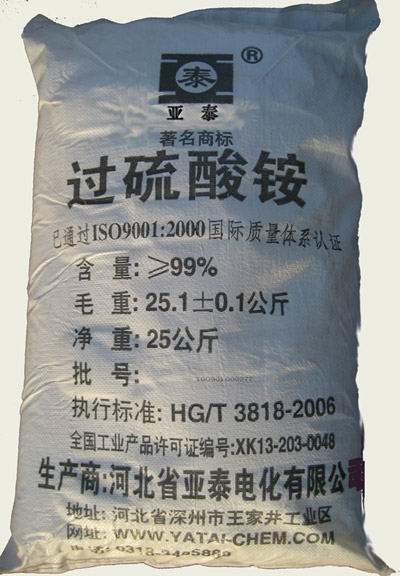 泰
®
亚泰
著名商标
过硫酸铵
已通过ISO9001:2000国际质量体系认证
含量:≥99%
毛重:25.1±0.1公斤
净重:25公斤
批号:
执行标准:HG/T 3818-2006
全国工业产品许可证编号:XK13-203-0048
生产商:河北省亚泰电化有限公司
地址:河北省深州市王家井工业区
网址:WWW.YATAI-CHEM.COM
电话: